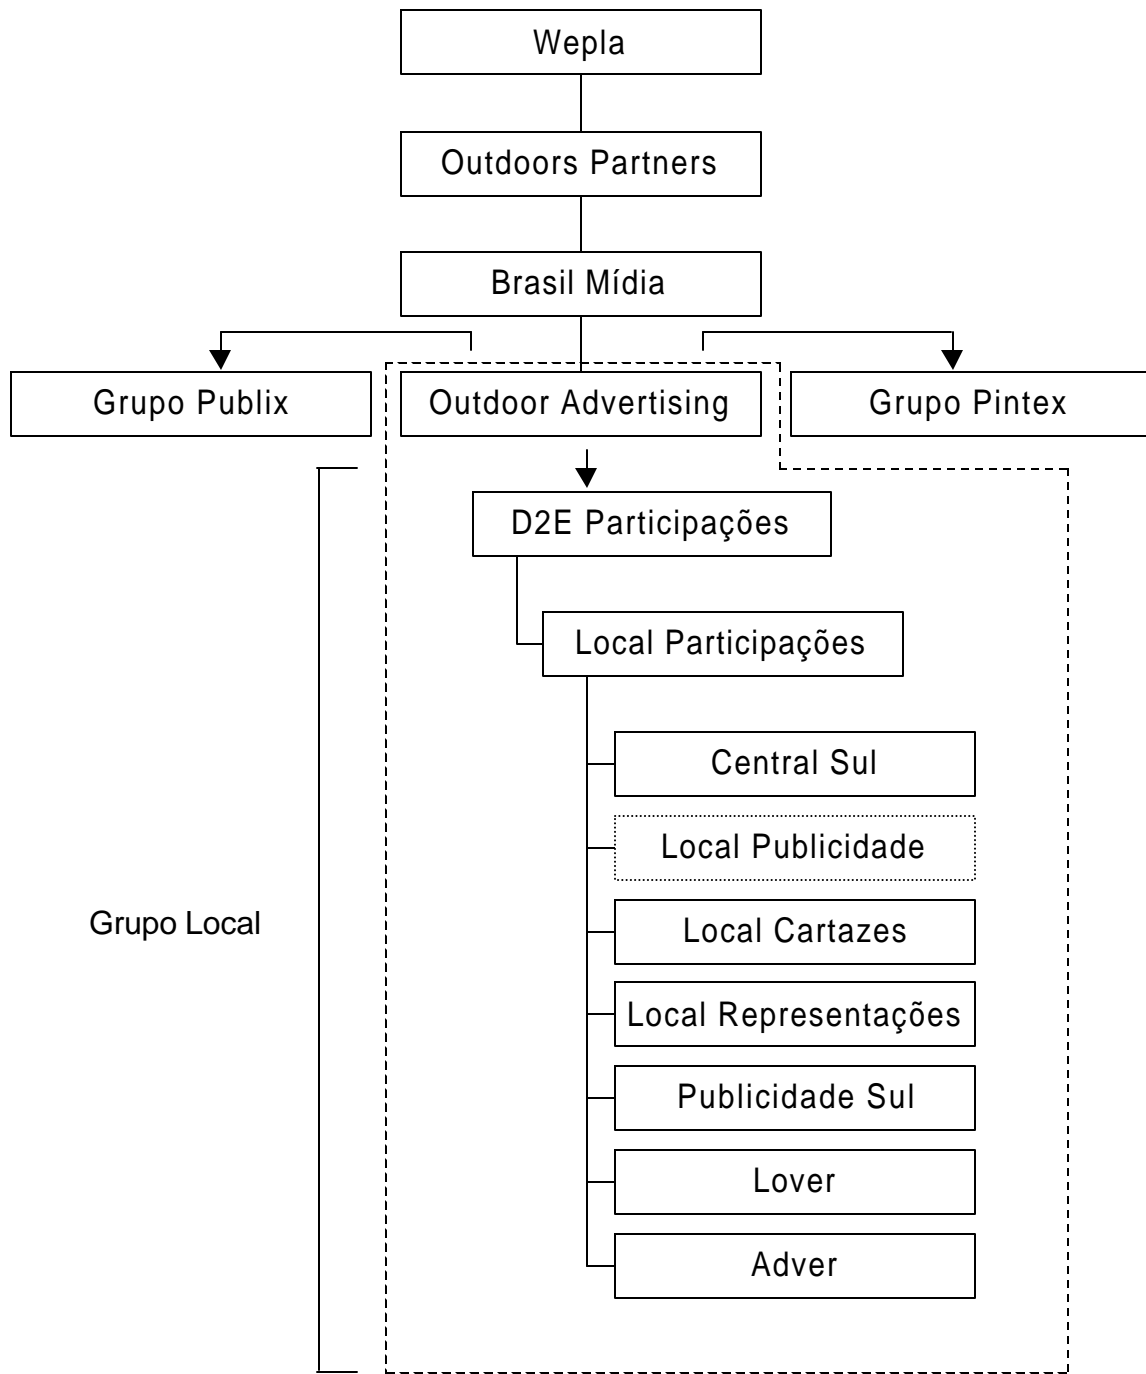 Wepla
Outdoors Partners
Brasil Mídia
Grupo Publix
Outdoor Advertising
Grupo Pintex
D2E Participações
Local Participações
Central Sul
Local Publicidade
Grupo Local
Local Cartazes
Local Representações
Publicidade Sul
Lover
Adver